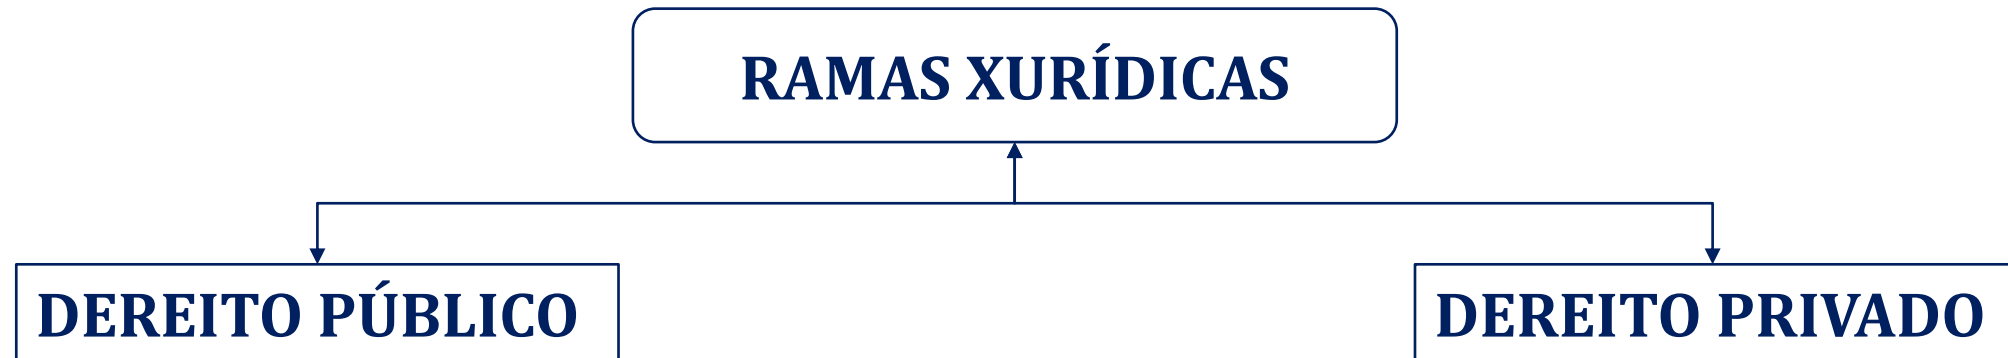 RAMAS XURÍDICAS
DEREITO PÚBLICO
DEREITO PRIVADO